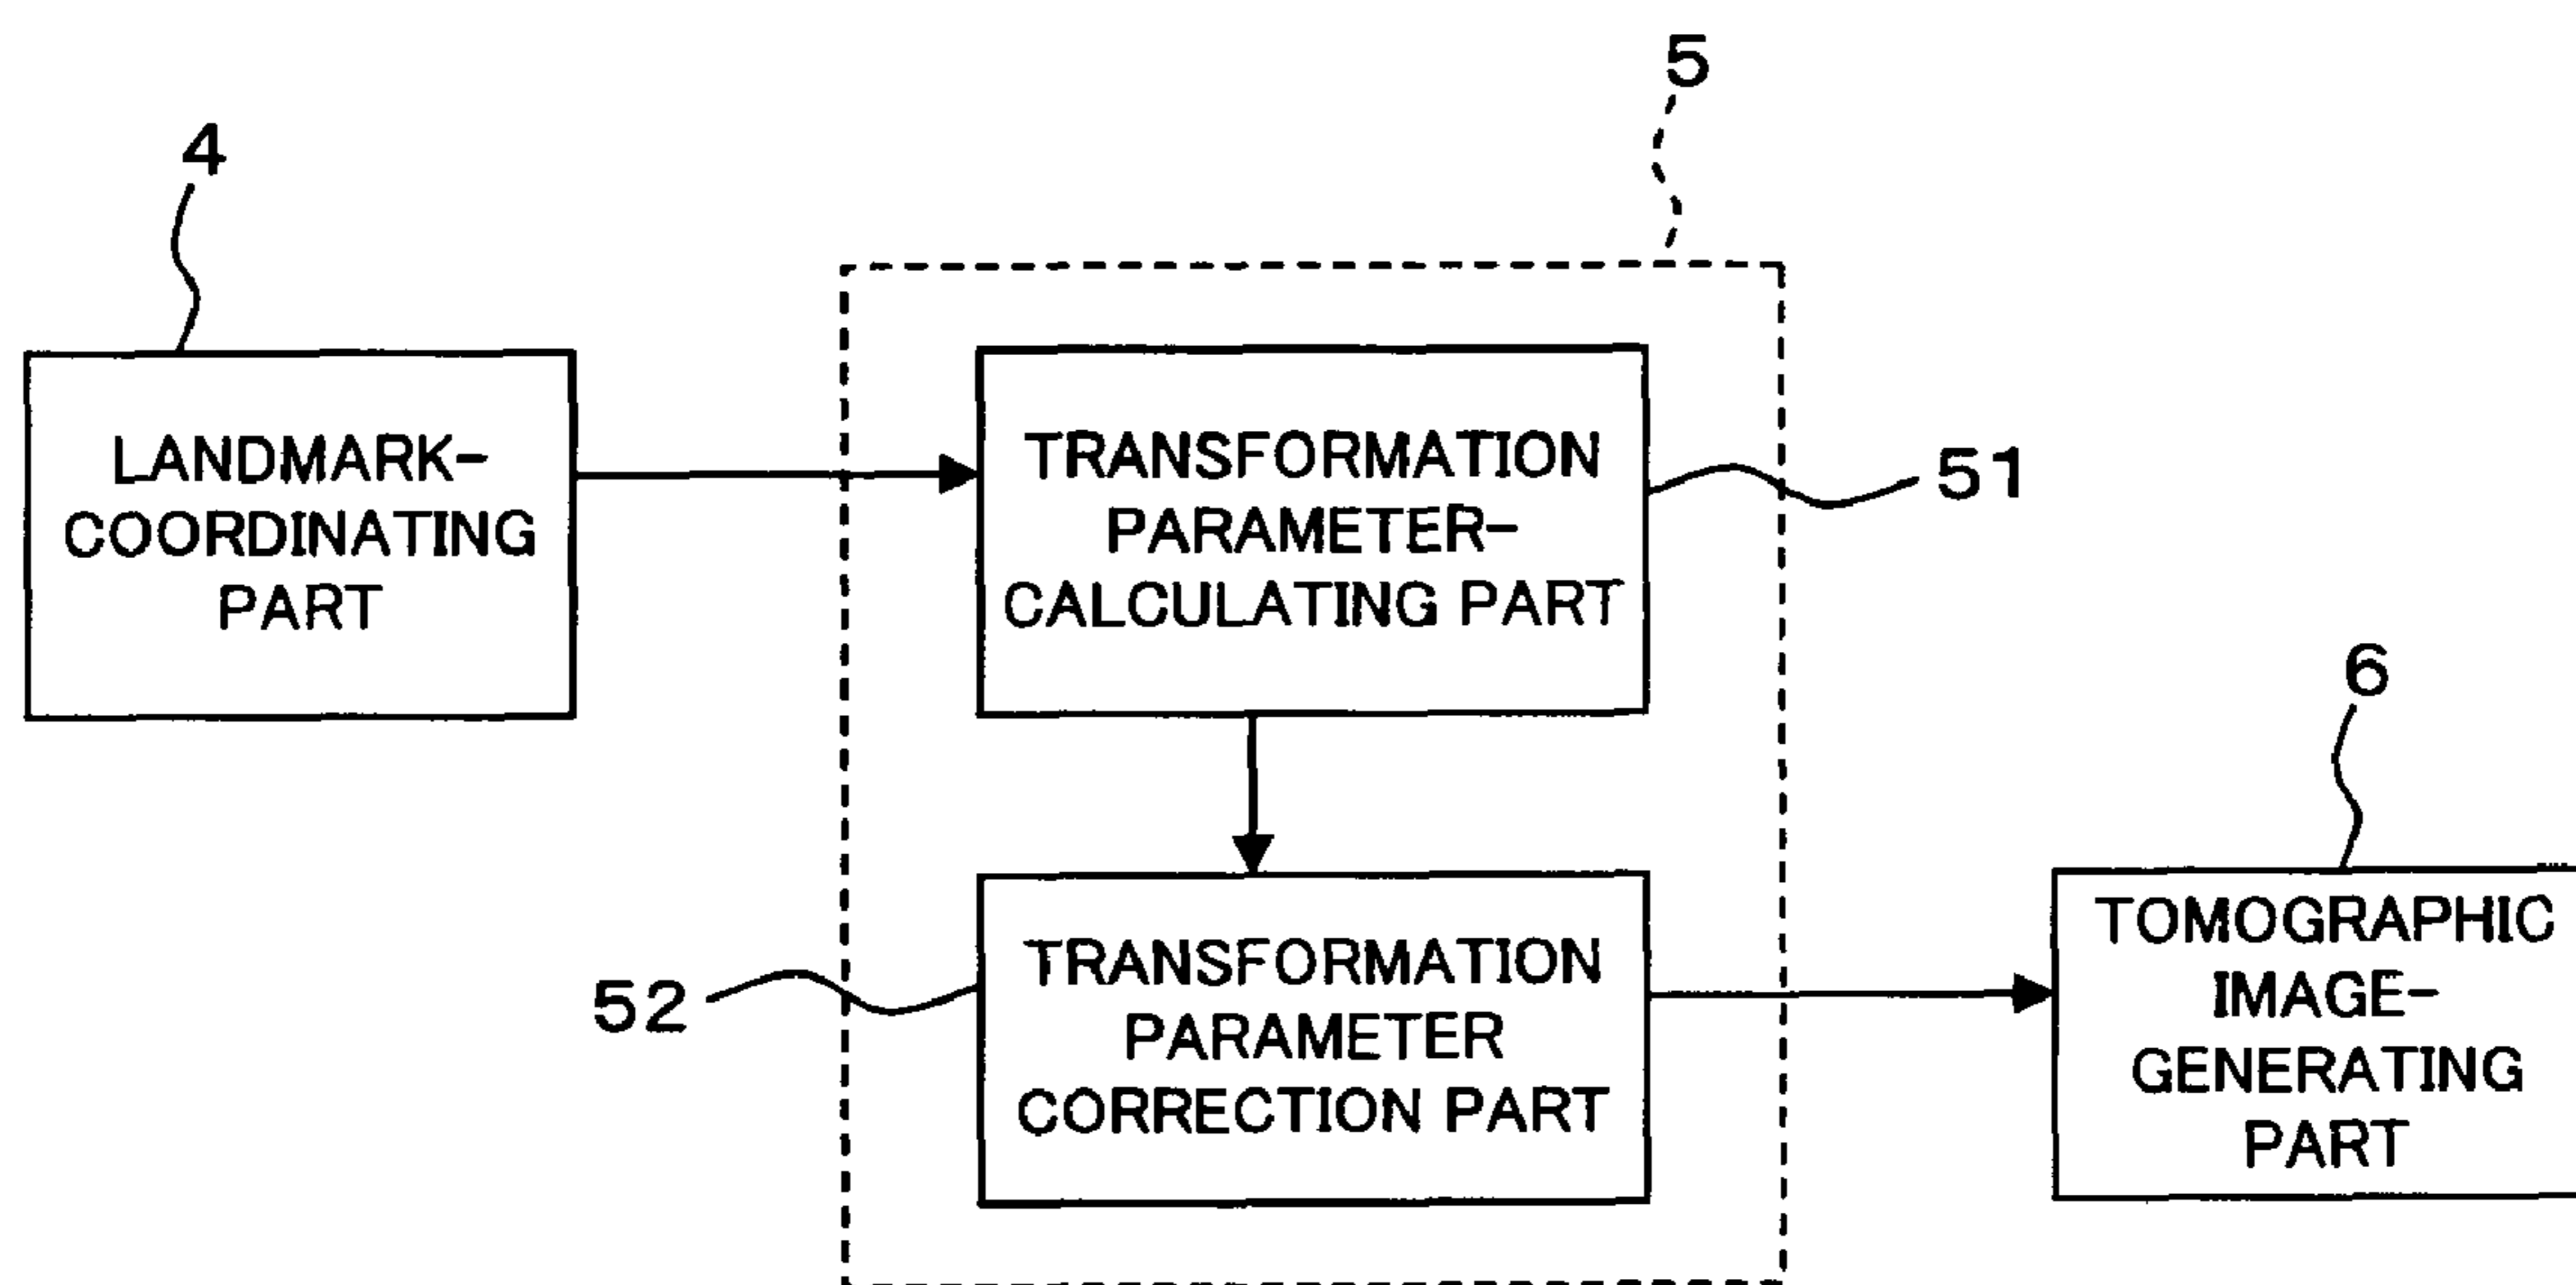 5
4
LANDMARK-
COORDINATING
PART
TRANSFORMATION
PARAMETER-
CALCULATING PART
51
6
52
TRANSFORMATION
PARAMETER
CORRECTION PART
TOMOGRAPHIC
IMAGE-
GENERATING
PART